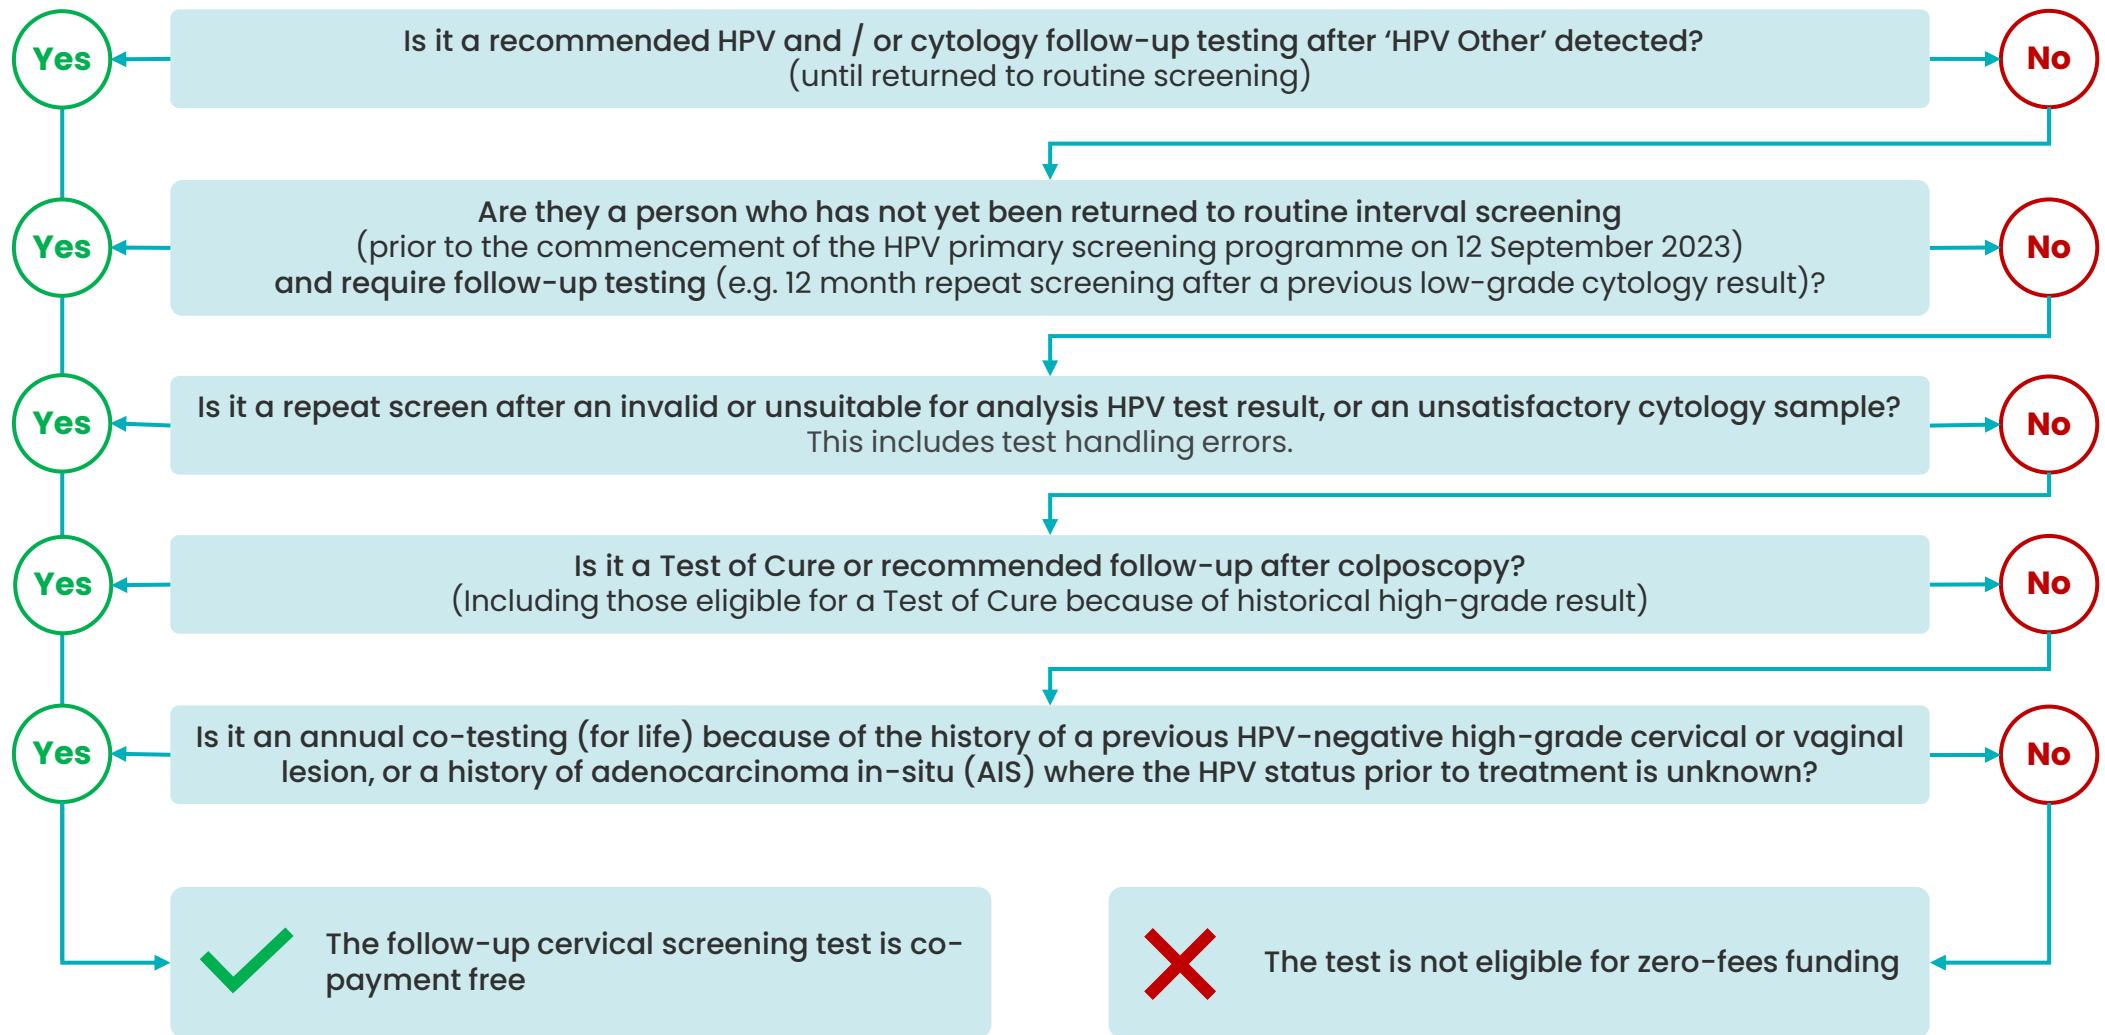 Yes
Is it a recommended HPV and / or cytology follow-up testing after ‘HPV Other’ detected?
(until returned to routine screening)
No
Yes
Are they a person who has not yet been returned to routine interval screening
(prior to the commencement of the HPV primary screening programme on 12 September 2023)
and require follow-up testing (e.g. 12 month repeat screening after a previous low-grade cytology result)?
No
Yes
Is it a repeat screen after an invalid or unsuitable for analysis HPV test result, or an unsatisfactory cytology sample?
This includes test handling errors.
No
Yes
Is it a Test of Cure or recommended follow-up after colposcopy?
(Including those eligible for a Test of Cure because of historical high-grade result)
No
Yes
Is it an annual co-testing (for life) because of the history of a previous HPV-negative high-grade cervical or vaginal
lesion, or a history of adenocarcinoma in-situ (AIS) where the HPV status prior to treatment is unknown?
No
The follow-up cervical screening test is co-
payment free
The test is not eligible for zero-fees funding